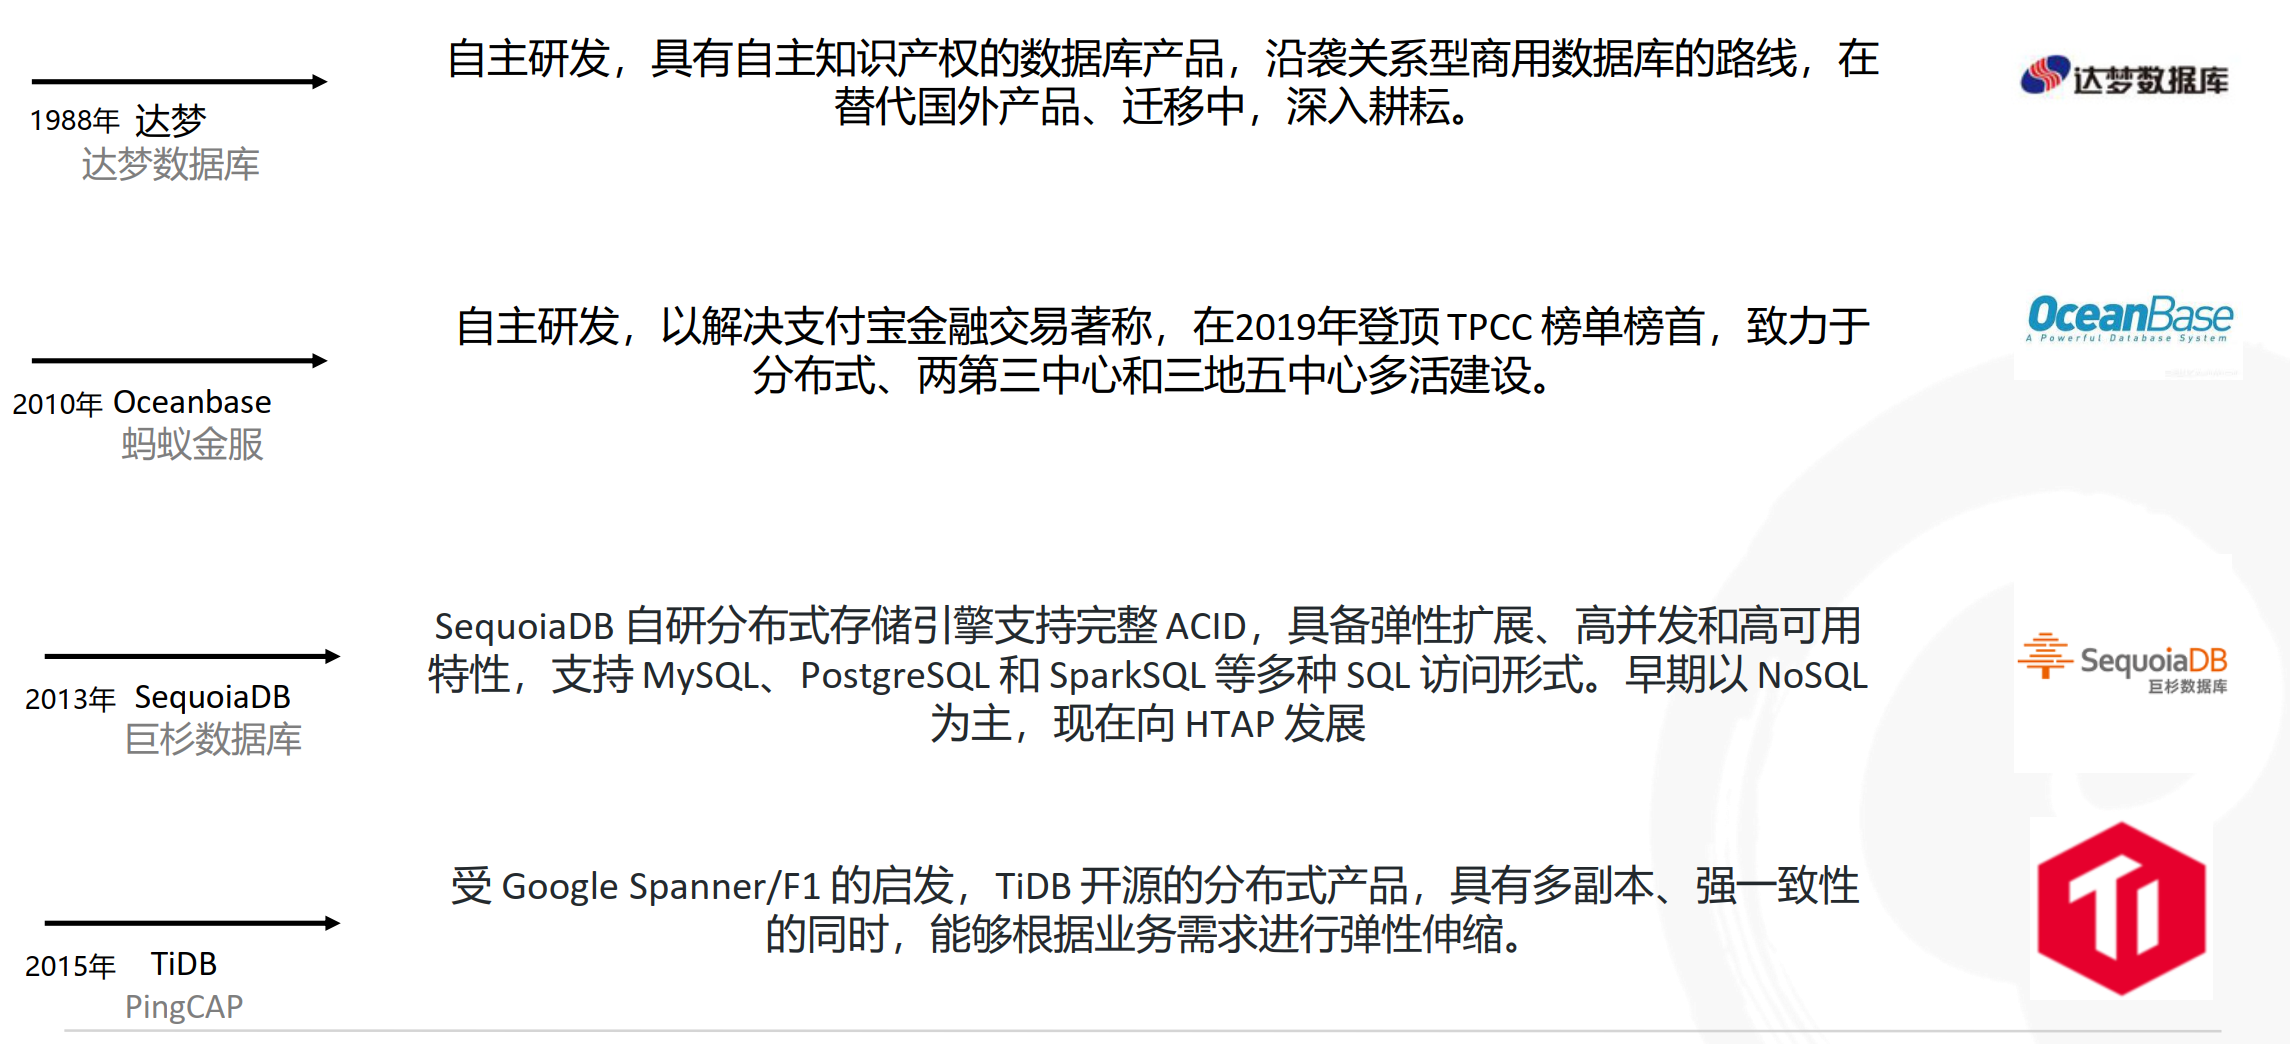 自主研发，具有自主知识产权的数据库产品，沿袭关系型商用数据库的路线，在
替代国外产品、迁移中，深入耕耘。
1988年 达梦
达梦数据库
达梦数据库
自主研发，以解决支付宝金融交易著称，在2019年登顶 TPCC 榜单榜首，致力于
分布式、两第三中心和三地五中心多活建设。
2010年 Oceanbase
蚂蚁金服
OceanBase
A Powerful Database System
SequoiaDB 自研分布式存储引擎支持完整 ACID，具备弹性扩展、高并发和高可用
特性，支持 MySQL、PostgreSQL 和 SparkSQL 等多种 SQL 访问形式。早期以 NoSQL
为主，现在向 HTAP 发展
2013年 SequoiaDB
巨杉数据库
SequoiaDB
巨杉数据库
受 Google Spanner/F1 的启发，TiDB 开源的分布式产品，具有多副本、强一致性
的同时，能够根据业务需求进行弹性伸缩。
2015年 TiDB
PingCAP
Ti